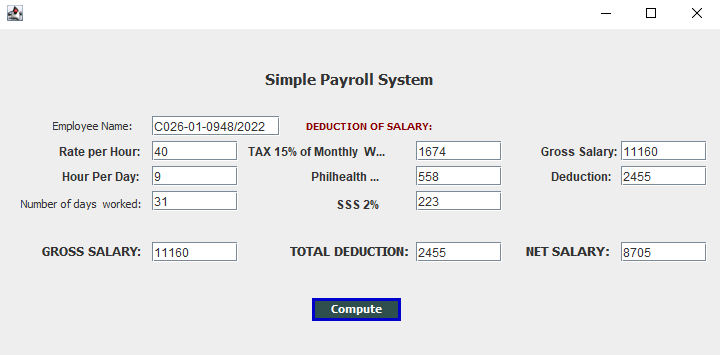 Simple Payroll System
Employee Name: C026-01-0948/2022 DEDUCTION OF SALARY:
Rate per Hour: 40 TAX 15% of Monthly W... 1674 Gross Salary: 11160
Hour Per Day: 9 Philhealth ... 558 Deduction: 2455
Number of days worked: 31 SSS 2% 223
GROSS SALARY: 11160 TOTAL DEDUCTION: 2455 NET SALARY: 8705
Compute